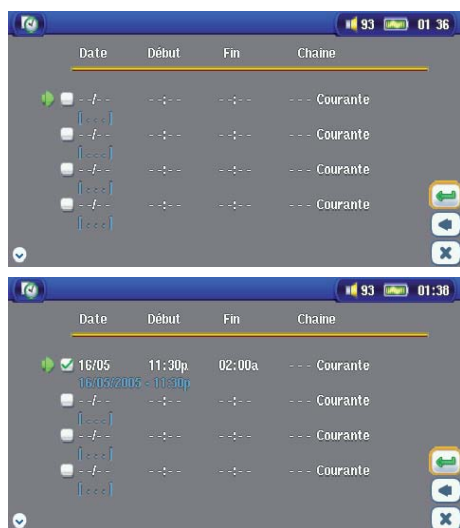 93 01 36
Date Début Fin Chaine
--/-- --:-- --:-- --- Courante
[...]
--/-- --:-- --:-- --- Courante
[...]
--/-- --:-- --:-- --- Courante
[...]
--/-- --:-- --:-- --- Courante
[...]
93 01:38
Date Début Fin Chaine
16/05 11:30p 02:00a --- Courante
16/05/2005 - 11:30p
--/-- --:-- --:-- --- Courante
[...]
--/-- --:-- --:-- --- Courante
[...]
--/-- --:-- --:-- --- Courante
[...]